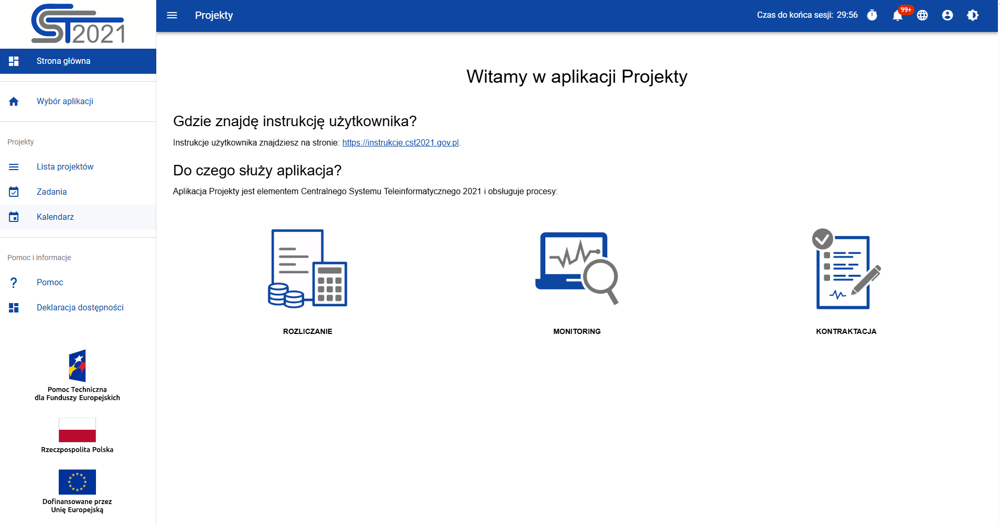 CST2021
Projekty
Czas do końca sesji: 29:56
99+
Strona główna
Wybór aplikacji
Projekty
Lista projektów
Zadania
Kalendarz
Pomoc i informacje
Pomoc
Deklaracja dostępności
Pomoc Techniczna
dla Funduszy Europejskich
Rzeczpospolita Polska
Dofinansowane przez
Unię Europejską
Witamy w aplikacji Projekty
Gdzie znajdę instrukcję użytkownika?
Instrukcje użytkownika znajdziesz na stronie: https://instrukcje.cst2021.gov.pl.
Do czego służy aplikacja?
Aplikacja Projekty jest elementem Centralnego Systemu Teleinformatycznego 2021 i obsługuje procesy:
ROZLICZANIE
MONITORING
KONTRAKTACJA